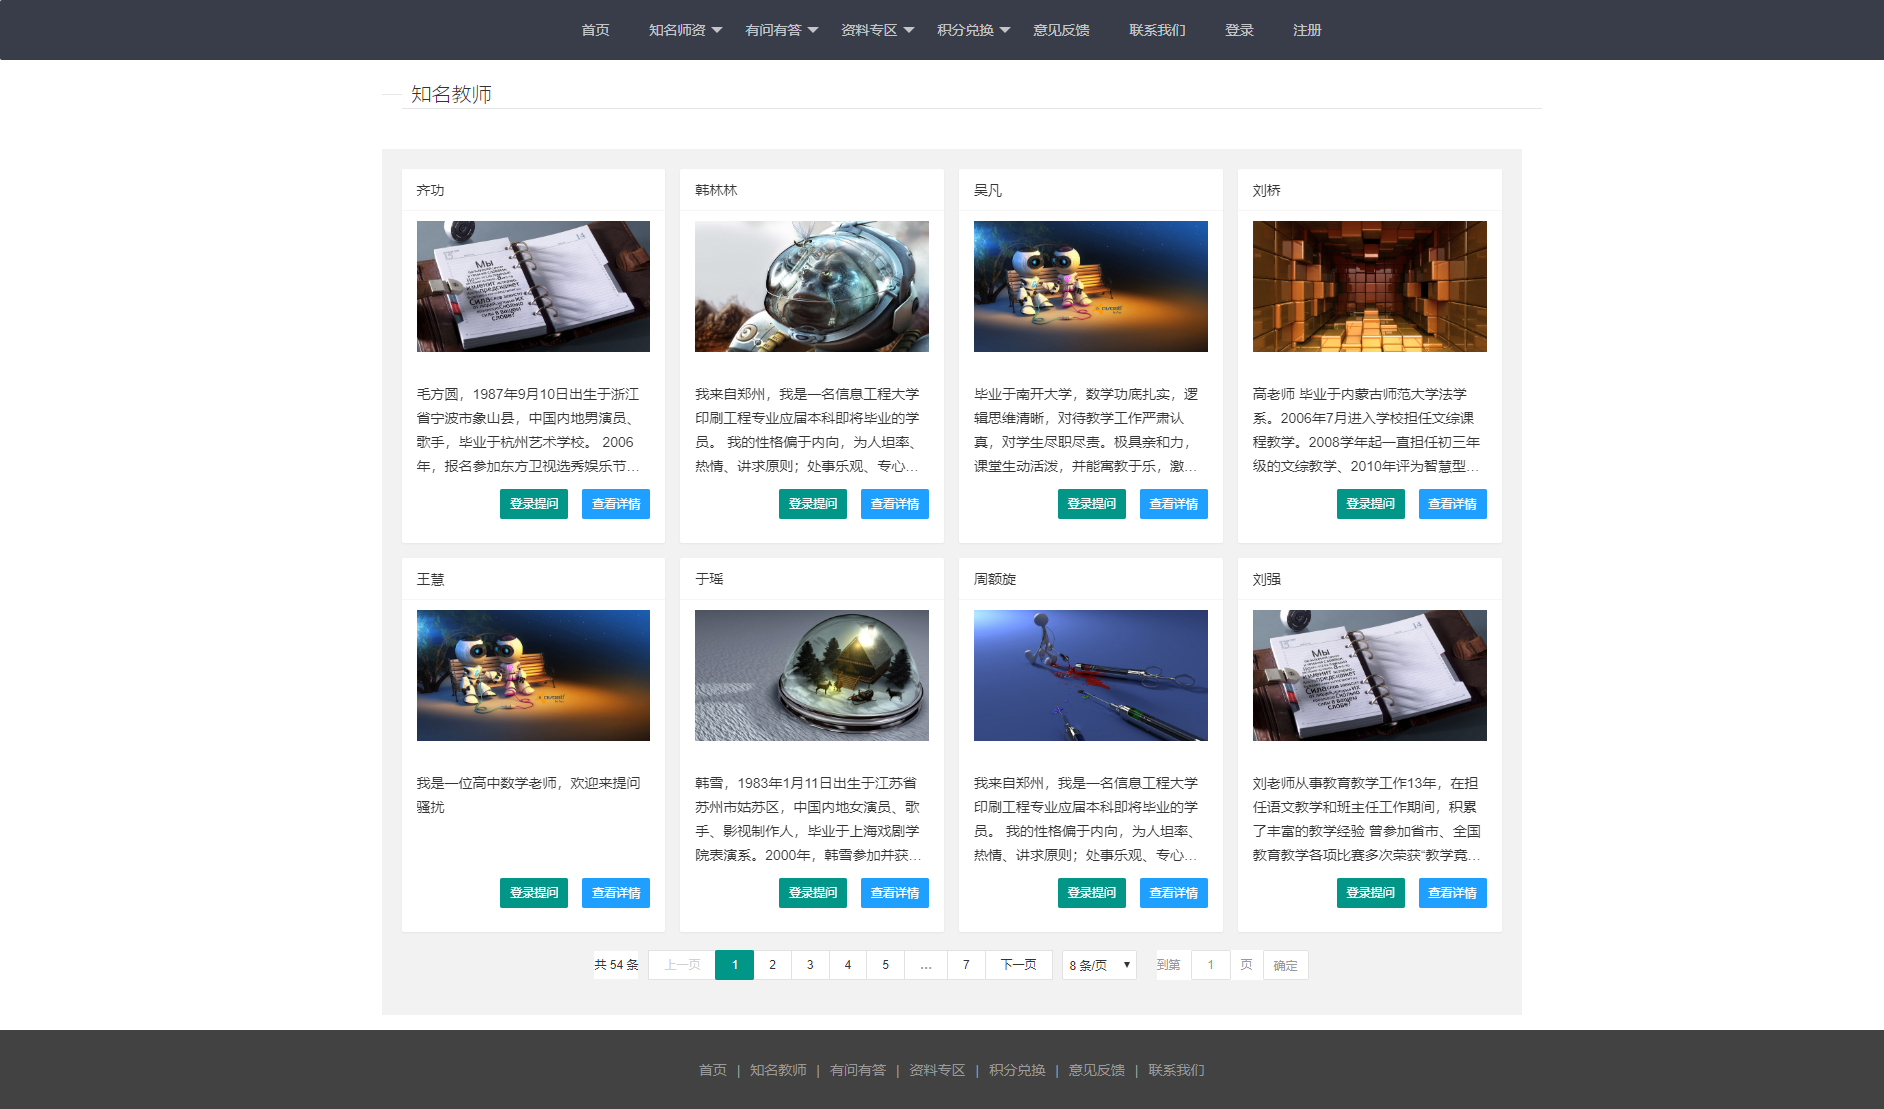 首页 知名师资 有问有答 资料专区 积分兑换 意见反馈 联系我们 登录 注册
知名教师
齐功
毛方圆，1987年9月10日出生于浙江
省宁波市象山县，中国内地男演员、
歌手，毕业于杭州艺术学校。 2006
年，报名参加东方卫视选秀娱乐节...
登录提问 查看详情
韩林林
我来自郑州，我是一名信息工程大学
印刷工程专业应届本科即将毕业的学
员。 我的性格偏于内向，为人坦率、
热情、讲求原则；处事乐观、专心...
登录提问 查看详情
吴凡
毕业于南开大学，数学功底扎实，逻
辑思维清晰，对待教学工作严肃认
真，对学生尽职尽责。极具亲和力，
课堂生动活泼，并能寓教于乐，激...
登录提问 查看详情
刘桥
高老师 毕业于内蒙古师范大学法学
系。2006年7月进入学校担任文综课
程教学。2008学年起一直担任初三年
级的文综教学、2010年评为智慧型...
登录提问 查看详情
王慧
我是一位高中数学老师，欢迎来提问
骚扰
登录提问 查看详情
于瑶
韩雪，1983年1月11日出生于江苏省
苏州市姑苏区，中国内地女演员、歌
手、影视制作人，毕业于上海戏剧学
院表演系。2000年，韩雪参加并获...
登录提问 查看详情
周额旋
我来自郑州，我是一名信息工程大学
印刷工程专业应届本科即将毕业的学
员。 我的性格偏于内向，为人坦率、
热情、讲求原则；处事乐观、专心...
登录提问 查看详情
刘强
刘老师从事教育教学工作13年，在担
任语文教学和班主任工作期间，积累
了丰富的教学经验 曾参加省市、全国
教育教学各项比赛多次荣获“教学竞...
登录提问 查看详情
共 54 条 上一页 1 2 3 4 5 … 7 下一页 8 条/页 到第 1 页 确定
首页 | 知名教师 | 有问有答 | 资料专区 | 积分兑换 | 意见反馈 | 联系我们